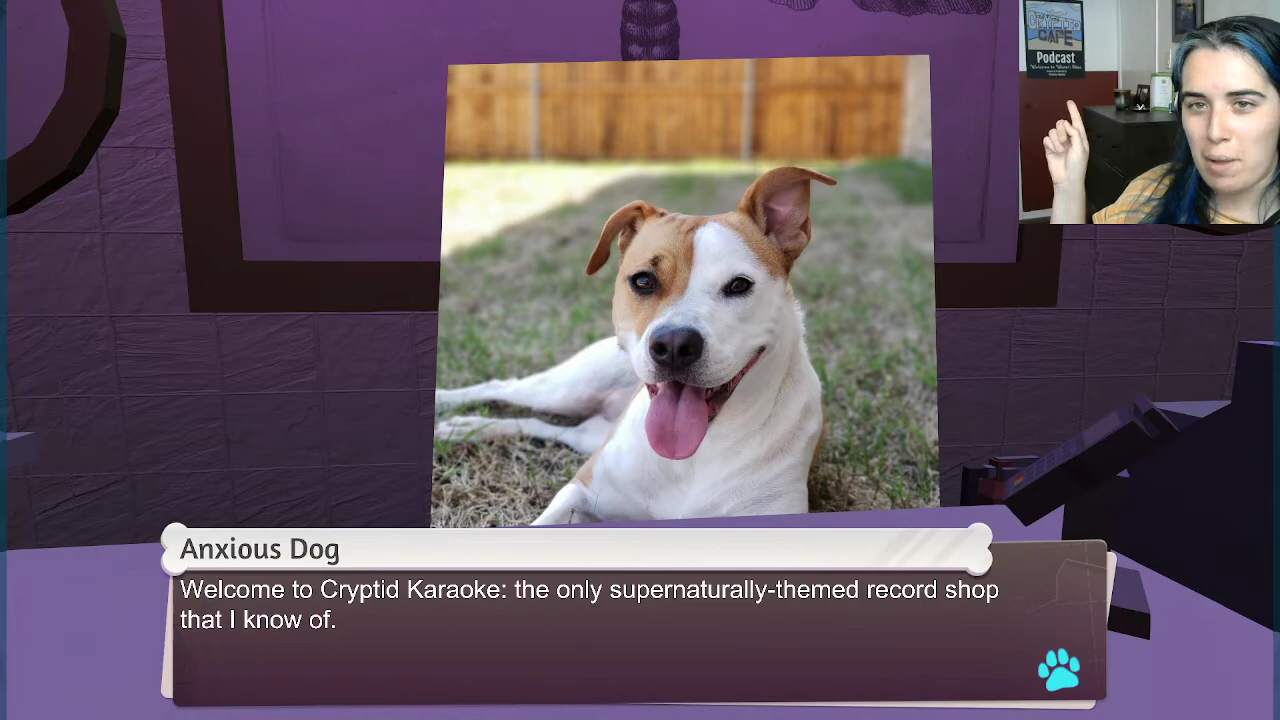 CRYPTID
CAFE
Podcast
Anxious Dog
Welcome to Cryptid Karaoke: the only supernaturally-themed record shop
that I know of.